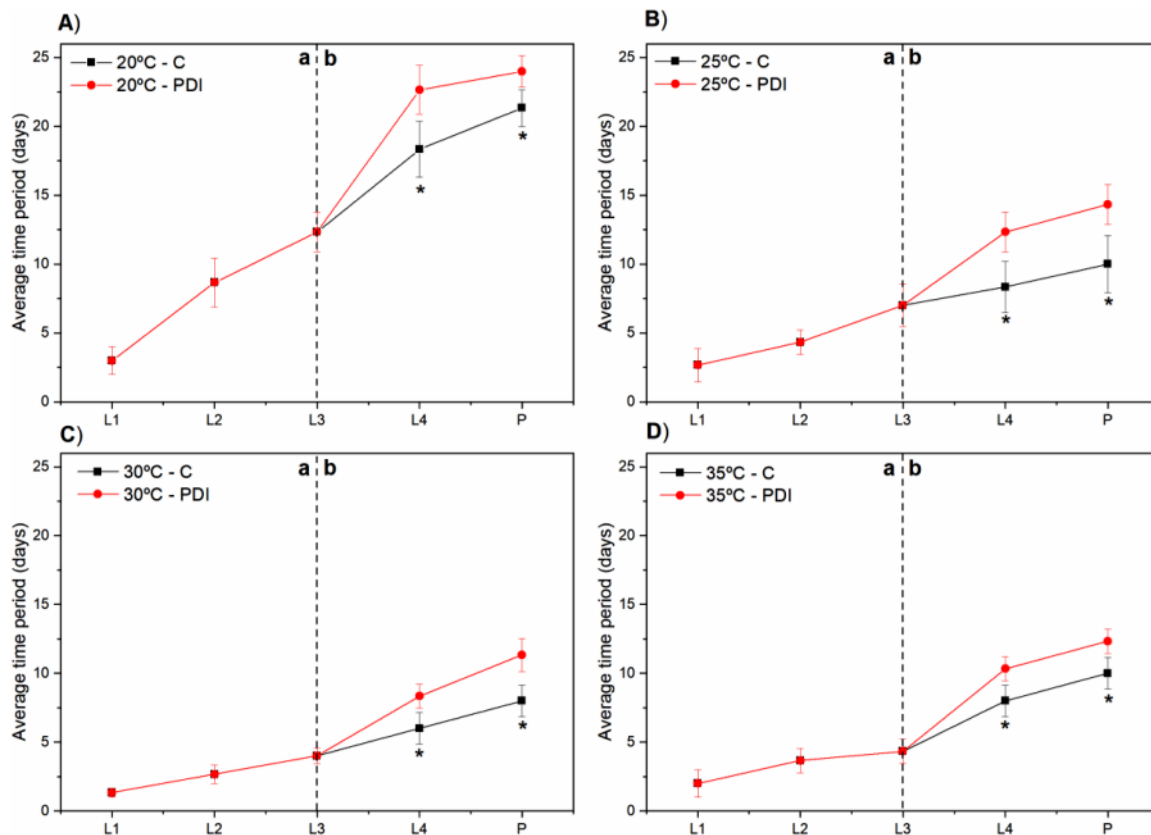 A)
20ºC - C
20ºC - PDI
a b
Average time period (days)
25
20
15
10
5
0
* *
L1 L2 L3 L4 P
B)
25ºC - C
25ºC - PDI
a b
Average time period (days)
25
20
15
10
5
0
* *
L1 L2 L3 L4 P
C)
30ºC - C
30ºC - PDI
a b
Average time period (days)
25
20
15
10
5
0
* *
L1 L2 L3 L4 P
D)
35ºC - C
35ºC - PDI
a b
Average time period (days)
25
20
15
10
5
0
* *
L1 L2 L3 L4 P